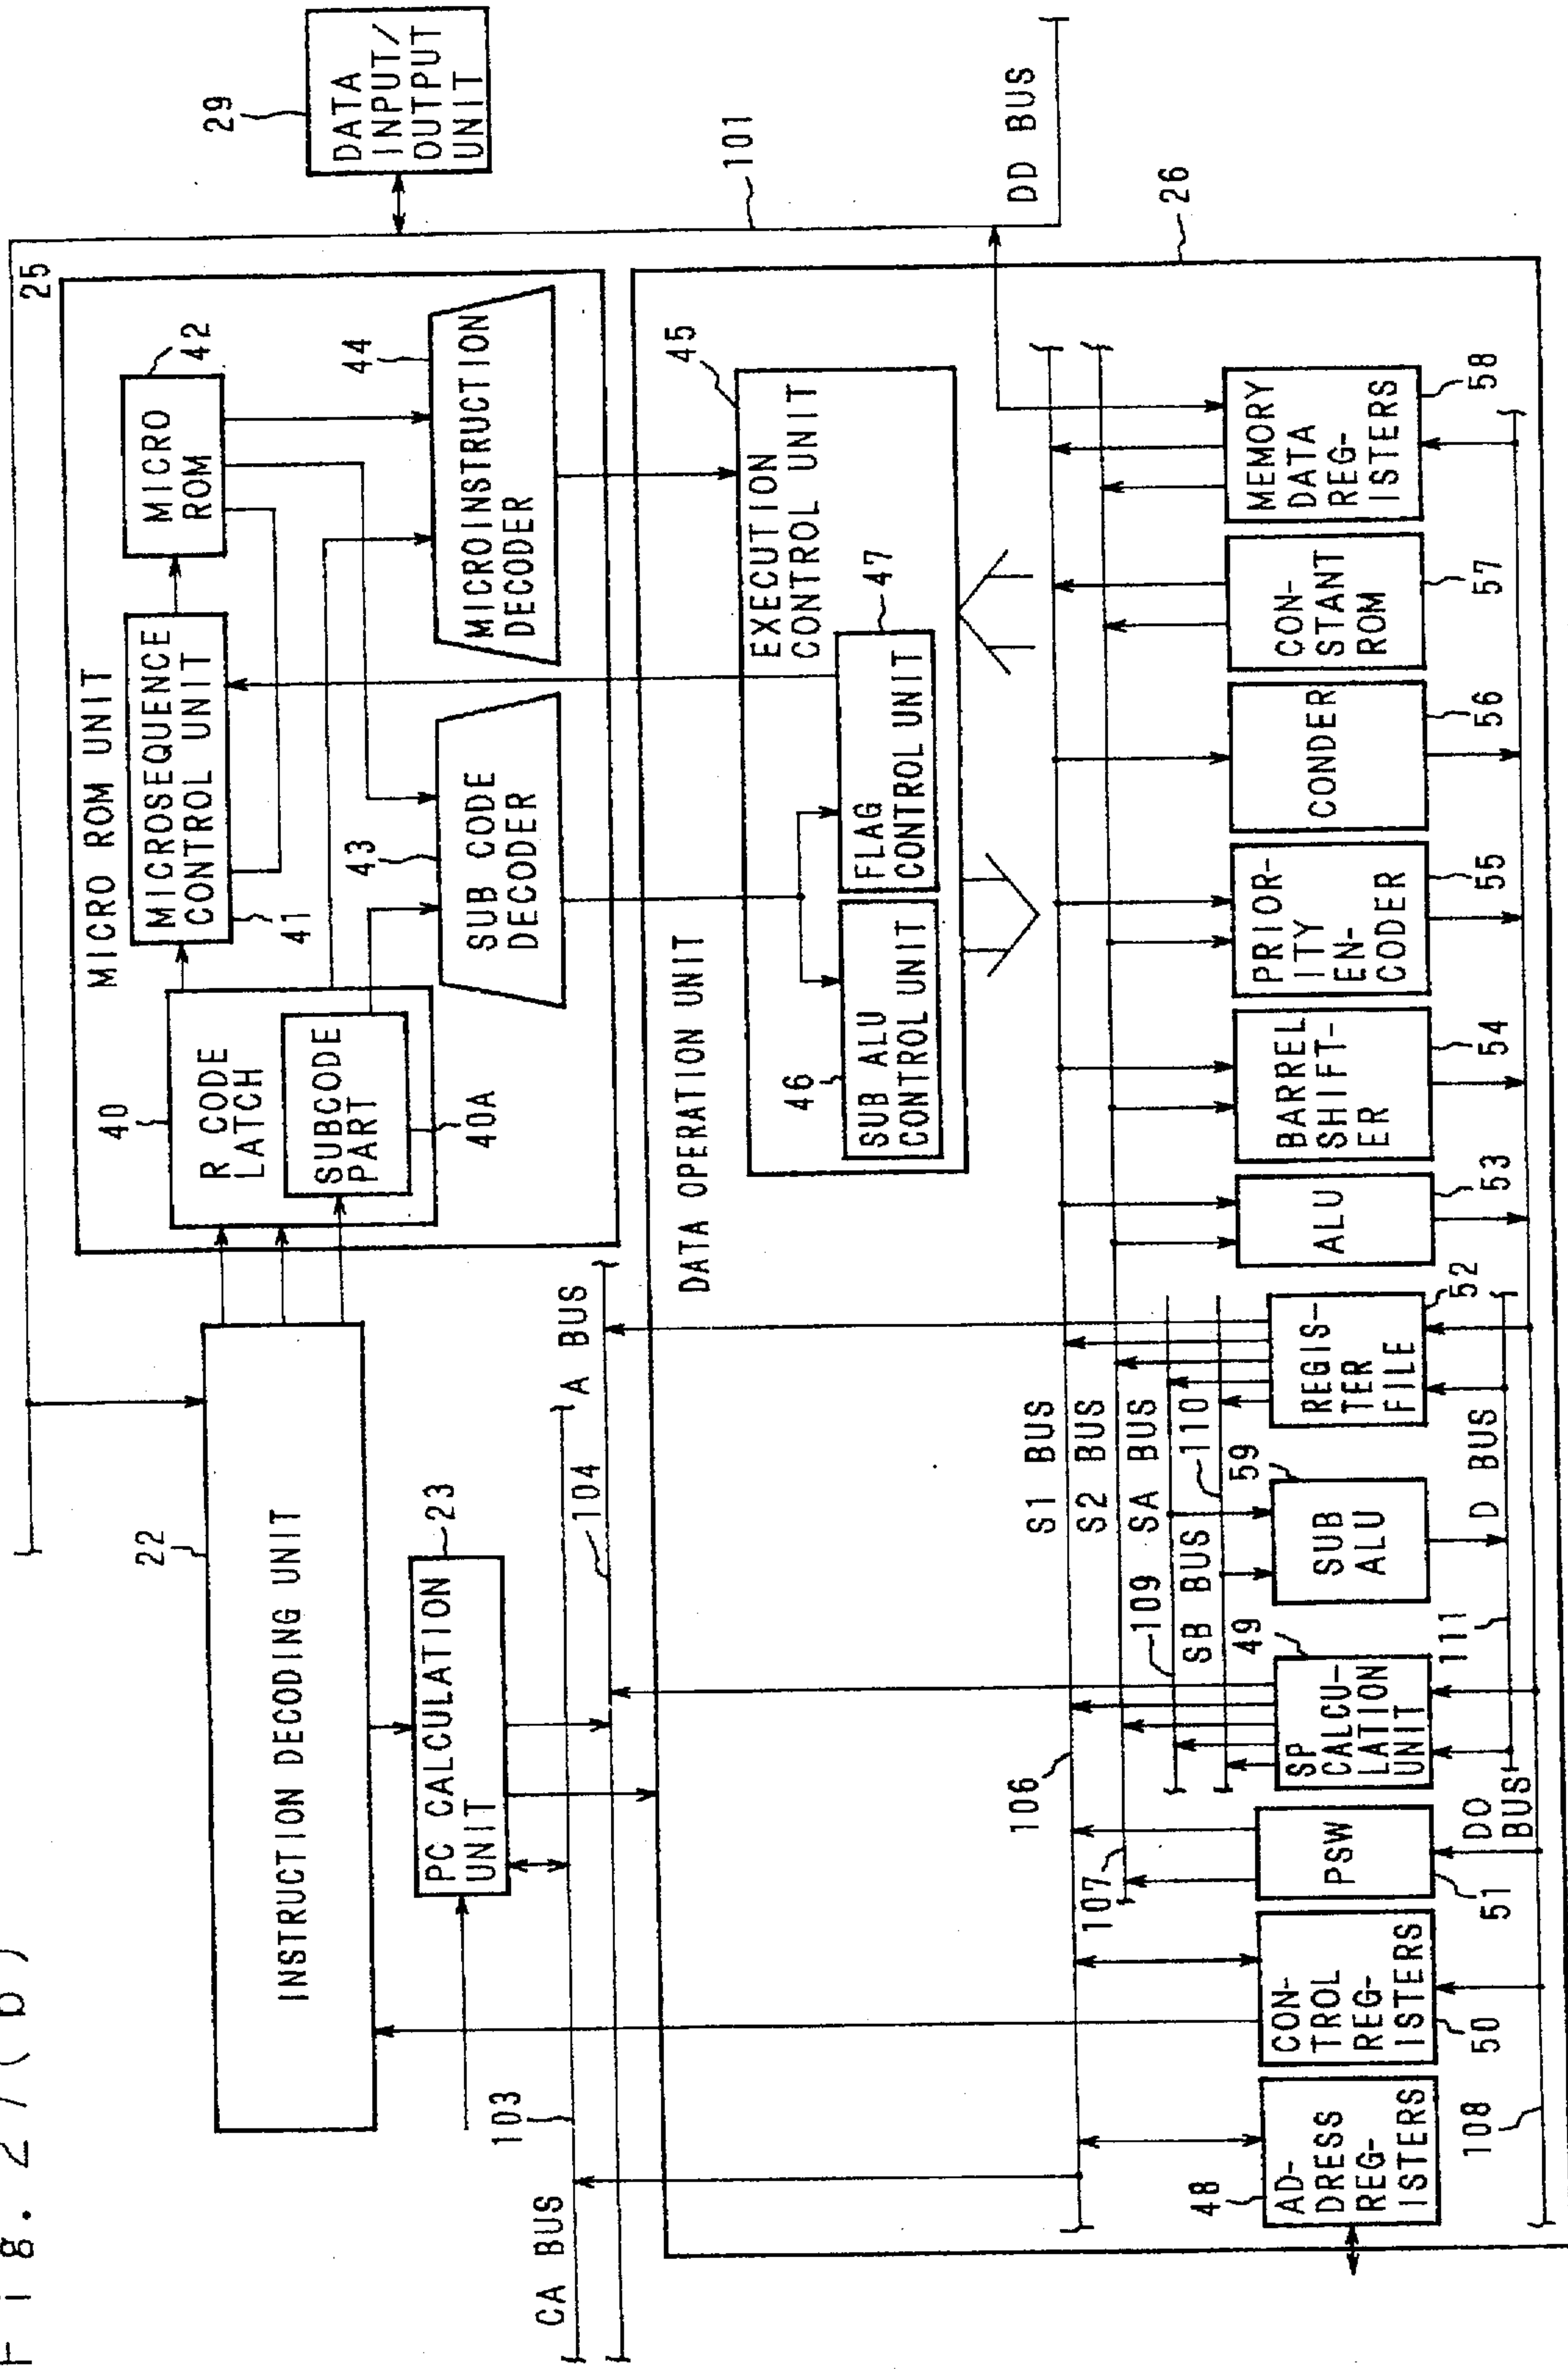 Fig. 27(b)
29
DATA
INPUT/
OUTPUT
UNIT
101
DD BUS
25
MICRO ROM UNIT
40
R CODE
LATCH
SUBCODE
PART
40A
MICROSEQUENCE
CONTROL UNIT
41
MICRO
ROM
42
43
SUB CODE
DECODER
44
MICROINSTRUCTION
DECODER
22
INSTRUCTION DECODING UNIT
PC CALCULATION
UNIT
23
103
CA BUS
104
A BUS
26
DATA OPERATION UNIT
45
EXECUTION
CONTROL UNIT
46
SUB ALU
CONTROL UNIT
FLAG
CONTROL UNIT
47
106
S1 BUS
107
S2 BUS
109
SA BUS
SB BUS
110
48
AD-
DRESS
REG-
ISTERS
CON-
TROL
REG-
ISTERS
50
PSW
51
49
SP
CALCU-
LATION
UNIT
59
SUB
ALU
52
REGIS-
TER
FILE
ALU
53
BARREL
SHIFT-
ER
54
PRIOR-
ITY
EN-
CODER
55
CONDER
56
CON-
STANT
ROM
57
MEMORY
DATA
REG-
ISTERS
58
108
DO
BUS
111
D BUS